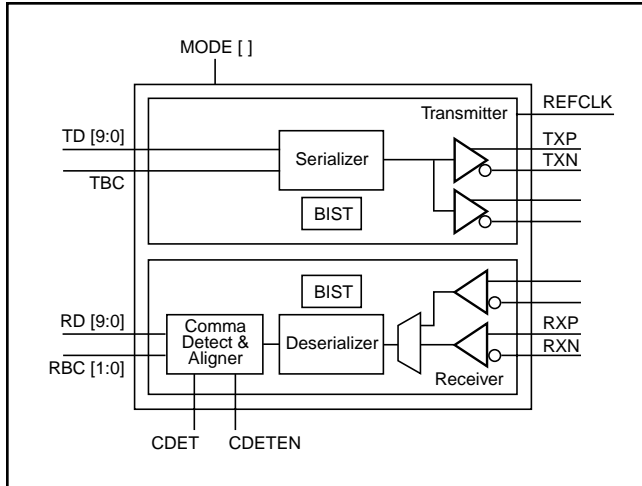 MODE [ ]
REFCLK
Transmitter
TD [9:0]
TXP
Serializer
TXN
TBC
BIST
BIST
RD [9:0]
Comma
Detect &
Aligner
Deserializer
RXP
RXN
RBC [1:0]
Receiver
CDET
CDETEN